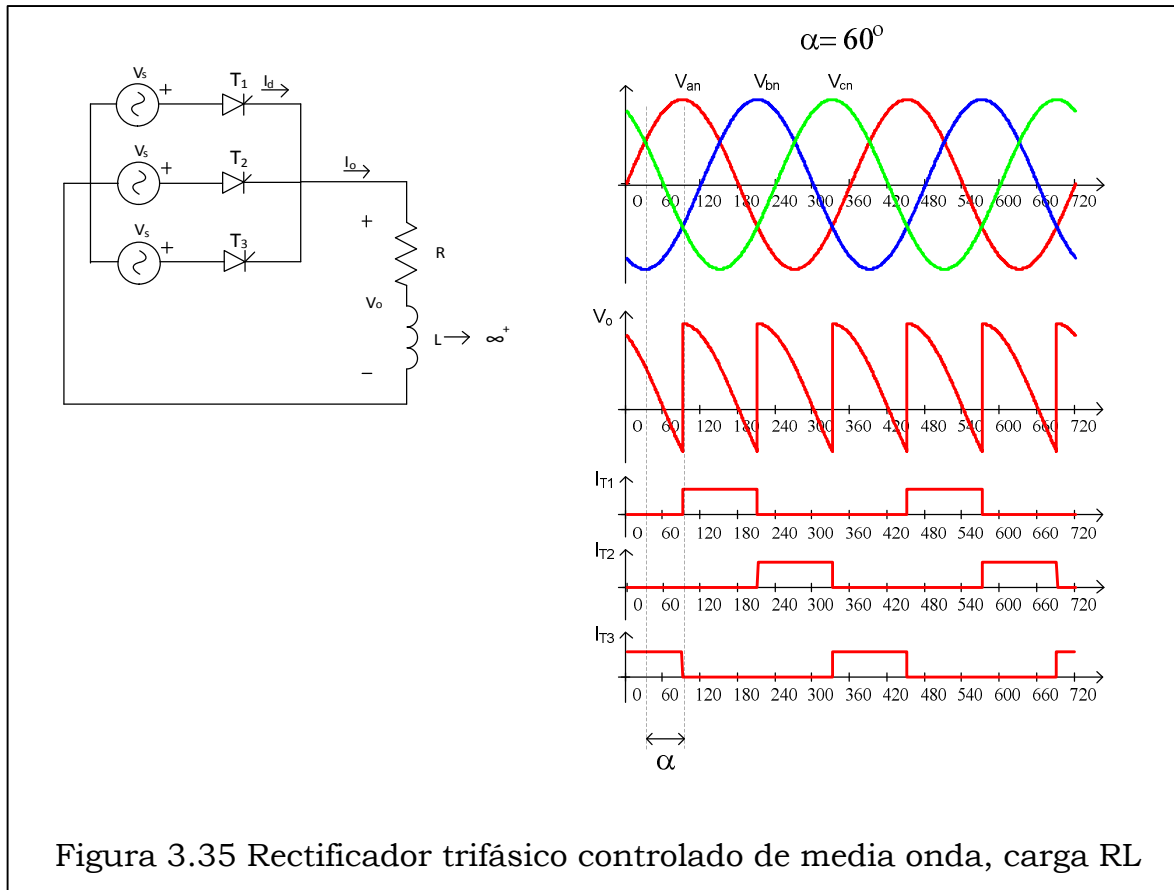 α= 60°
Vs + T1 Id
Vs + T2 Io
Vs + T3
+
R
Vo
L → ∞+
−
Van Vbn Vcn
0 60 120 180 240 300 360 420 480 540 600 660 720
Vo
0 60 120 180 240 300 360 420 480 540 600 660 720
IT1
0 60 120 180 240 300 360 420 480 540 600 660 720
IT2
0 60 120 180 240 300 360 420 480 540 600 660 720
IT3
0 60 120 180 240 300 360 420 480 540 600 660 720
α
Figura 3.35 Rectificador trifásico controlado de media onda, carga RL